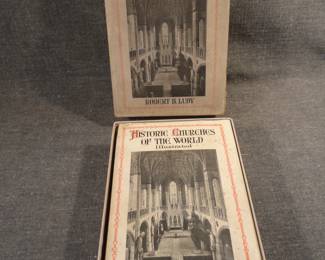 ROBERT B. LUDY
HISTORIC CHURCHES
OF THE WORLD
Illustrated